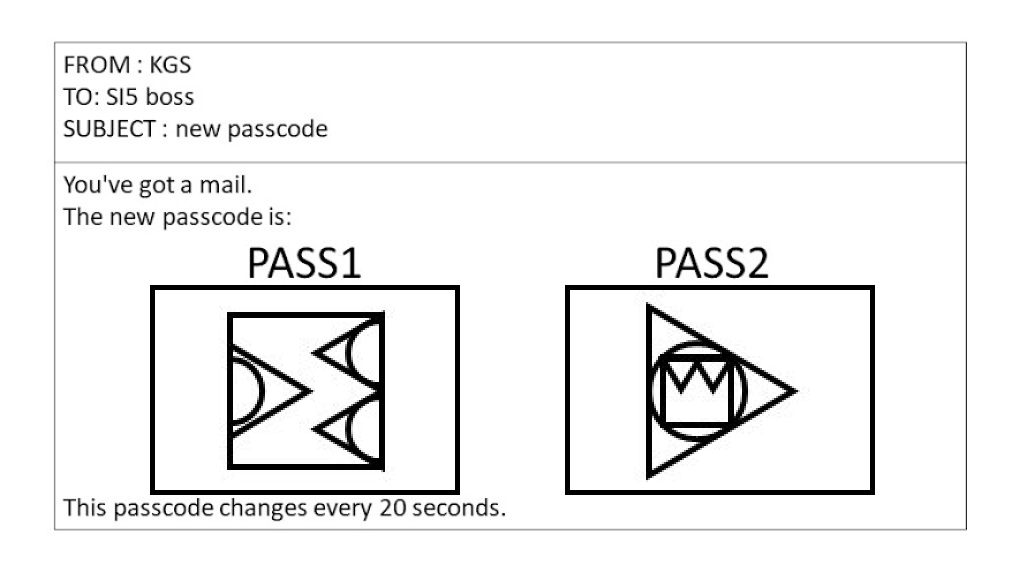 FROM : KGS
TO: SI5 boss
SUBJECT : new passcode
You've got a mail.
The new passcode is:
PASS1 PASS2
This passcode changes every 20 seconds.